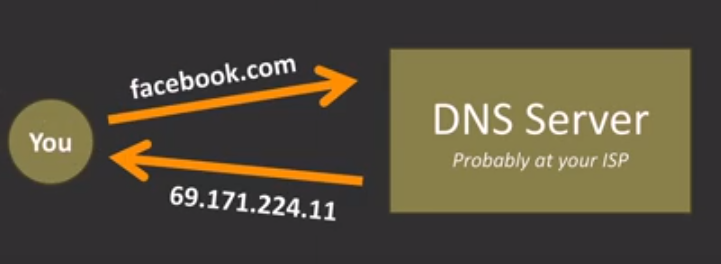 facebook.com
You
DNS Server
Probably at your ISP
69.171.224.11